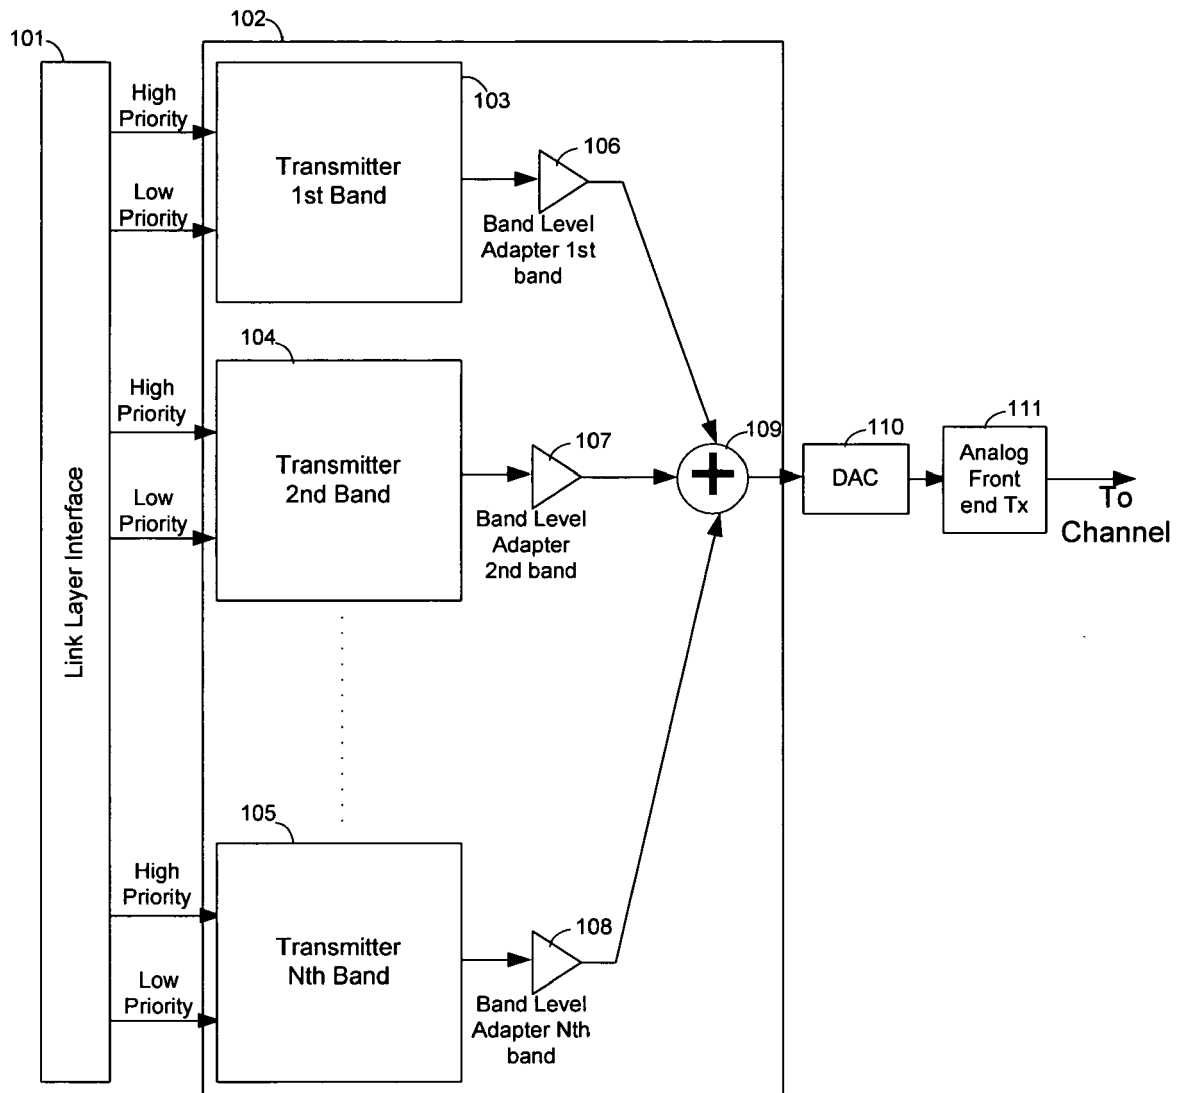 101
102
High
Priority
103
Transmitter
1st Band
106
Low
Priority
Band Level
Adapter 1st
band
104
High
Priority
107
109
110
111
Transmitter
2nd Band
DAC
Analog
Front
end Tx
Low
Priority
To
Channel
Band Level
Adapter
2nd band
Link Layer Interface
105
High
Priority
108
Transmitter
Nth Band
Low
Priority
Band Level
Adapter Nth
band